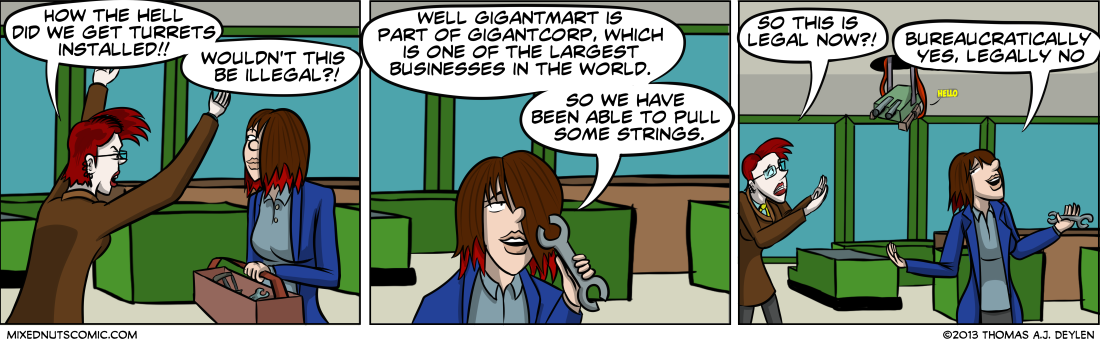 HOW THE HELL
DID WE GET TURRETS
INSTALLED!!
WOULDN'T THIS
BE ILLEGAL?!
WELL GIGANTMART IS
PART OF GIGANTCORP, WHICH
IS ONE OF THE LARGEST
BUSINESSES IN THE WORLD.
SO WE HAVE
BEEN ABLE TO PULL
SOME STRINGS.
SO THIS IS
LEGAL NOW?!
BUREAUCRATICALLY
YES, LEGALLY NO
HELLO
MIXEDNUTSCOMIC.COM
©2013 THOMAS A.J. DEYLEN